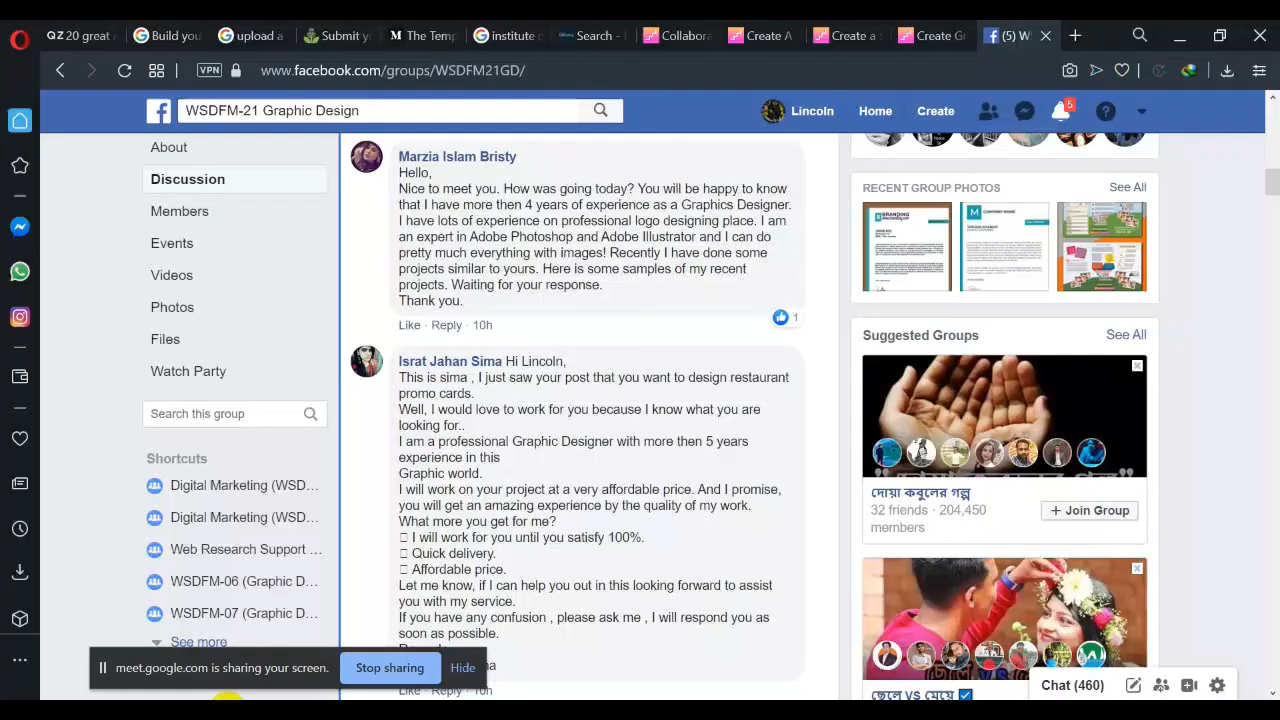 QZ 20 great
Build you
upload a
Submit y
M The Temp
institute c
Search -
Collabora
Create A
Create a
Create Gr
(5) W
VPN
www.facebook.com/groups/WSDFM21GD/
WSDFM-21 Graphic Design
Lincoln
Home
Create
5
About
Discussion
Members
Events
Videos
Photos
Files
Watch Party
Search this group
Shortcuts
Digital Marketing (WSD...
Digital Marketing (WSD...
Web Research Support ...
WSDFM-06 (Graphic D...
WSDFM-07 (Graphic D...
See more
Marzia Islam Bristy
Hello,
Nice to meet you. How was going today? You will be happy to know
that I have more then 4 years of experience as a Graphics Designer.
I have lots of experience on professional logo designing place. I am
an expert in Adobe Photoshop and Adobe Illustrator and I can do
pretty much everything with images! Recently I have done some
projects similar to yours. Here is some samples of my recent
projects. Waiting for your response.
Thank you.
1
Like · Reply · 10h
Israt Jahan Sima Hi Lincoln,
This is sima , I just saw your post that you want to design restaurant
promo cards.
Well, I would love to work for you because I know what you are
looking for..
I am a professional Graphic Designer with more then 5 years
experience in this
Graphic world.
I will work on your project at a very affordable price. And I promise,
you will get an amazing experience by the quality of my work.
What more you get for me?
I will work for you until you satisfy 100%.
Quick delivery.
Affordable price.
Let me know, if I can help you out in this looking forward to assist
you with my service.
If you have any confusion , please ask me , I will respond you as
soon as possible.
Like · Reply · 10h
RECENT GROUP PHOTOS
See All
BRANDING
COMPANY NAME
Suggested Groups
See All
দোয়া কবুলের গল্প
32 friends · 204,450
members
+ Join Group
ছেলে VS মেয়ে
Chat (460)
meet.google.com is sharing your screen.
Stop sharing
Hide